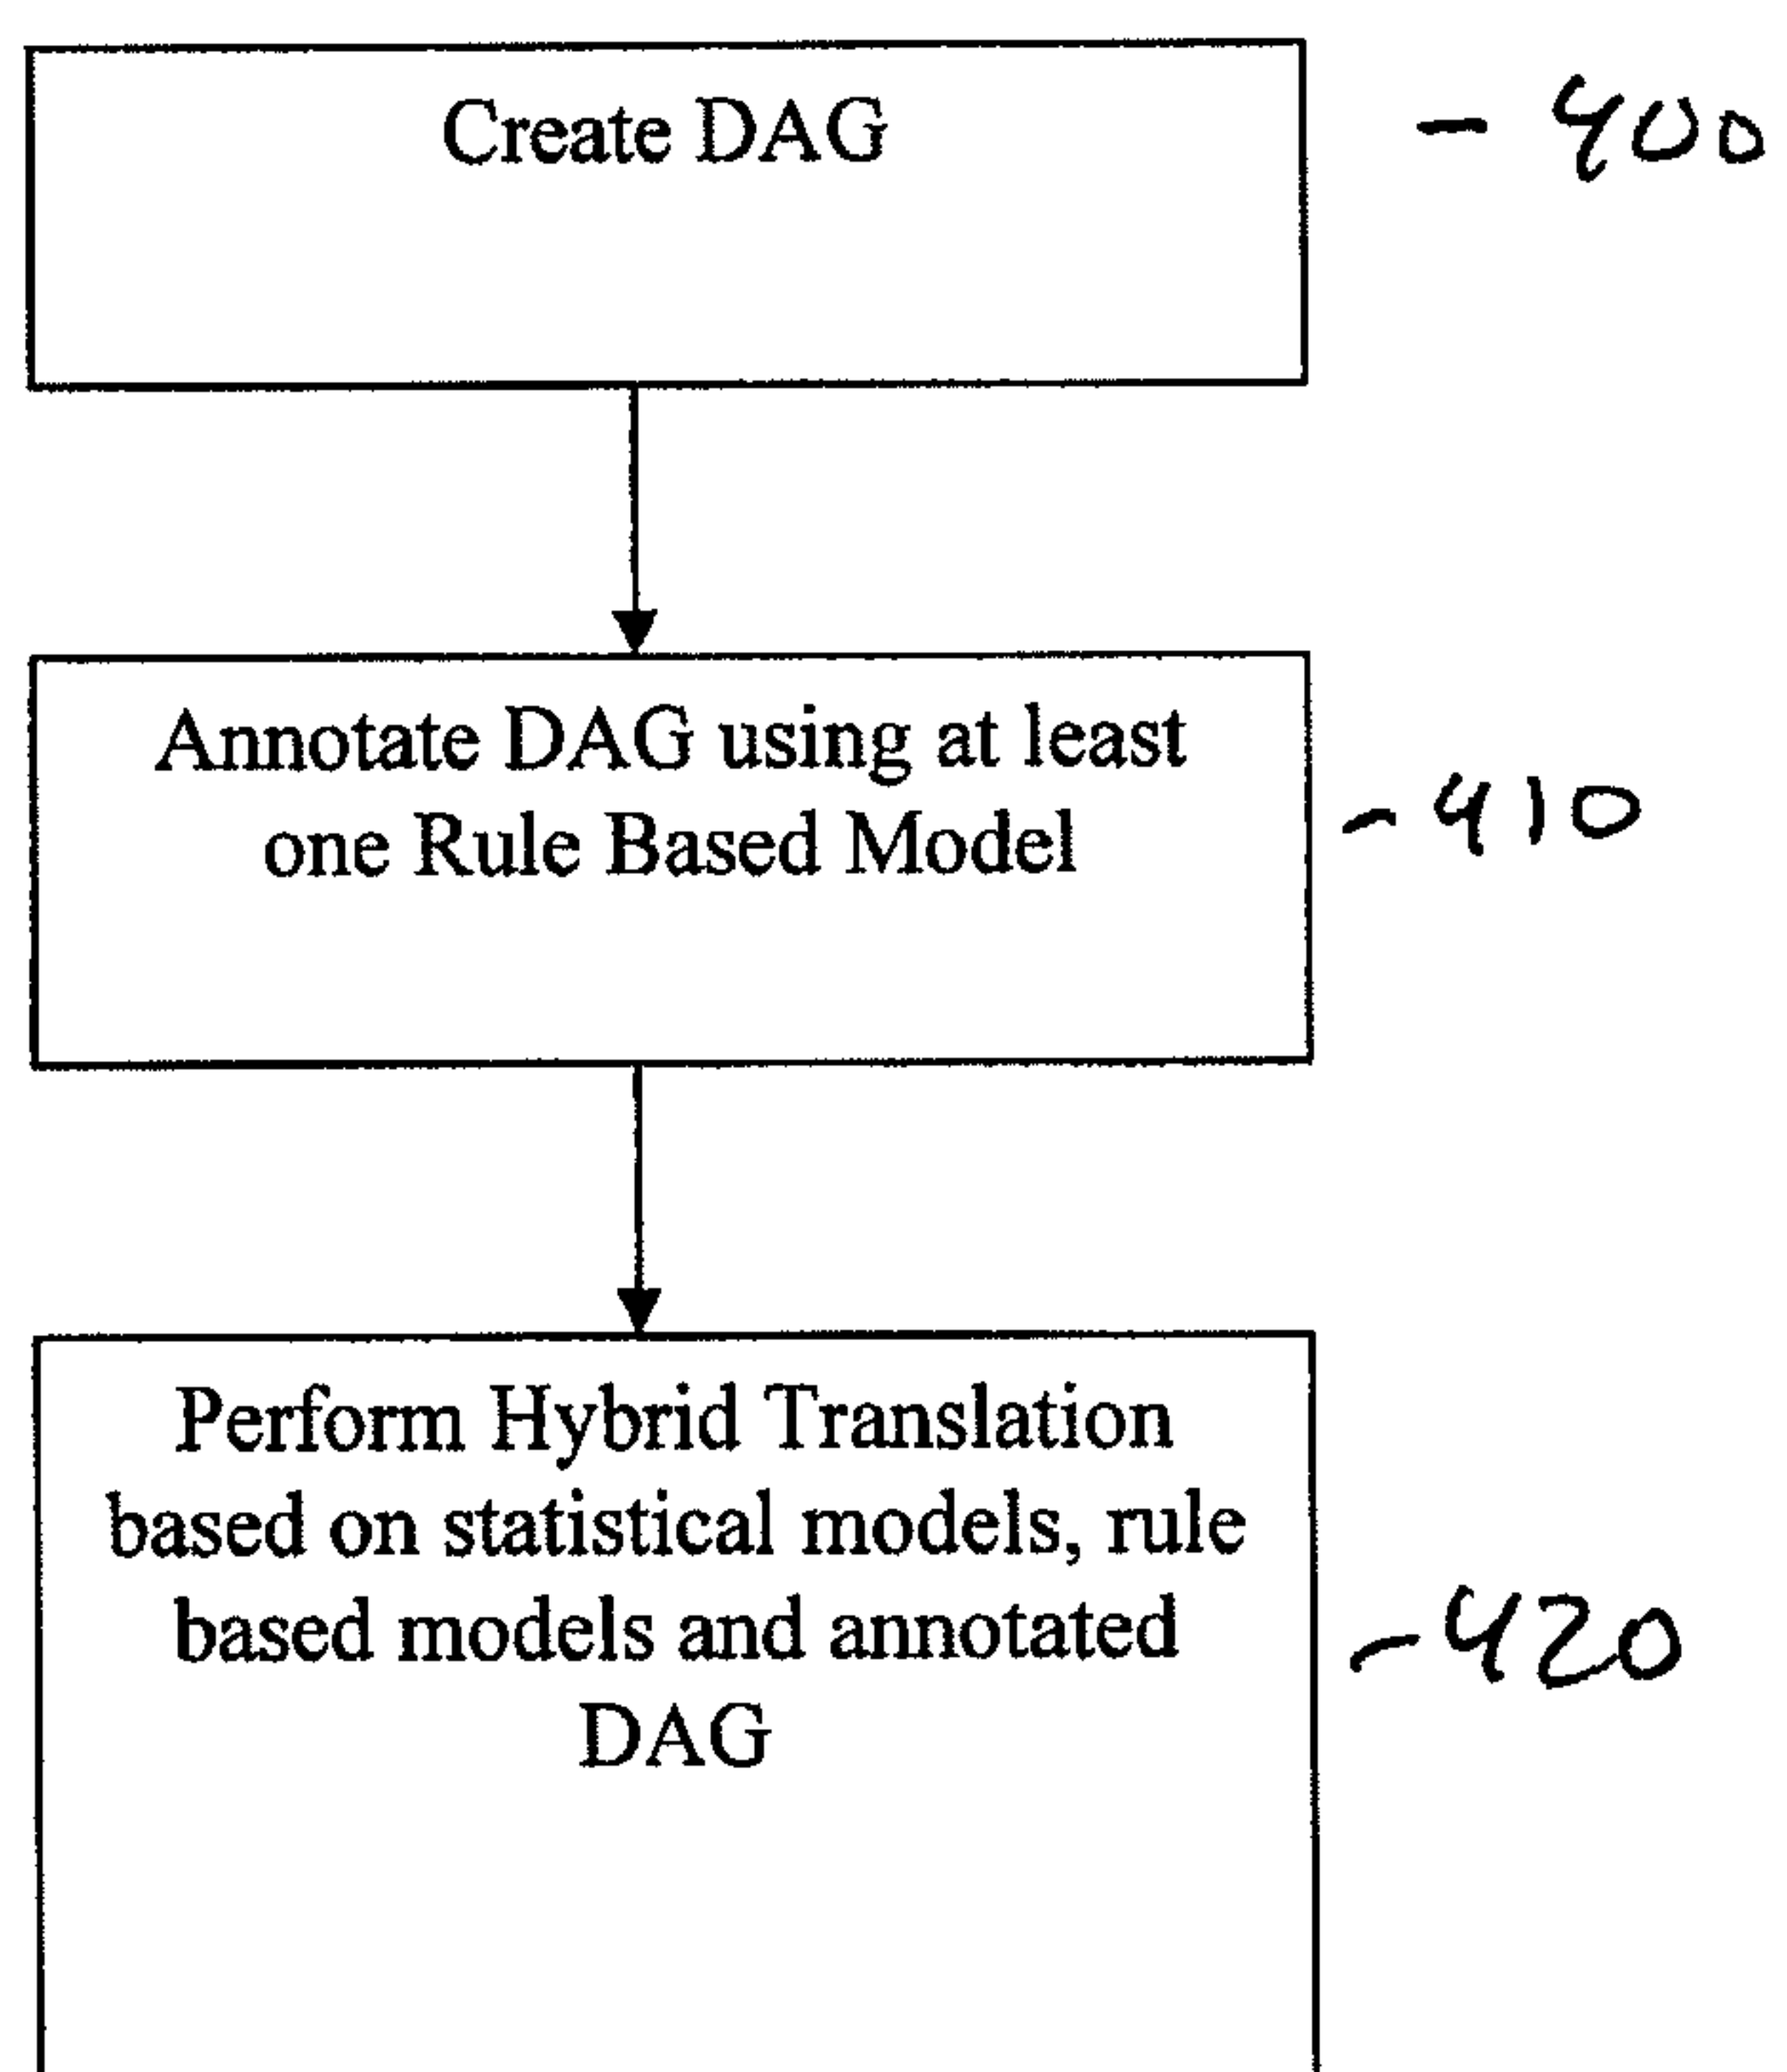 Create DAG
- 400
Annotate DAG using at least
one Rule Based Model
- 410
Perform Hybrid Translation
based on statistical models, rule
based models and annotated
DAG
- 420